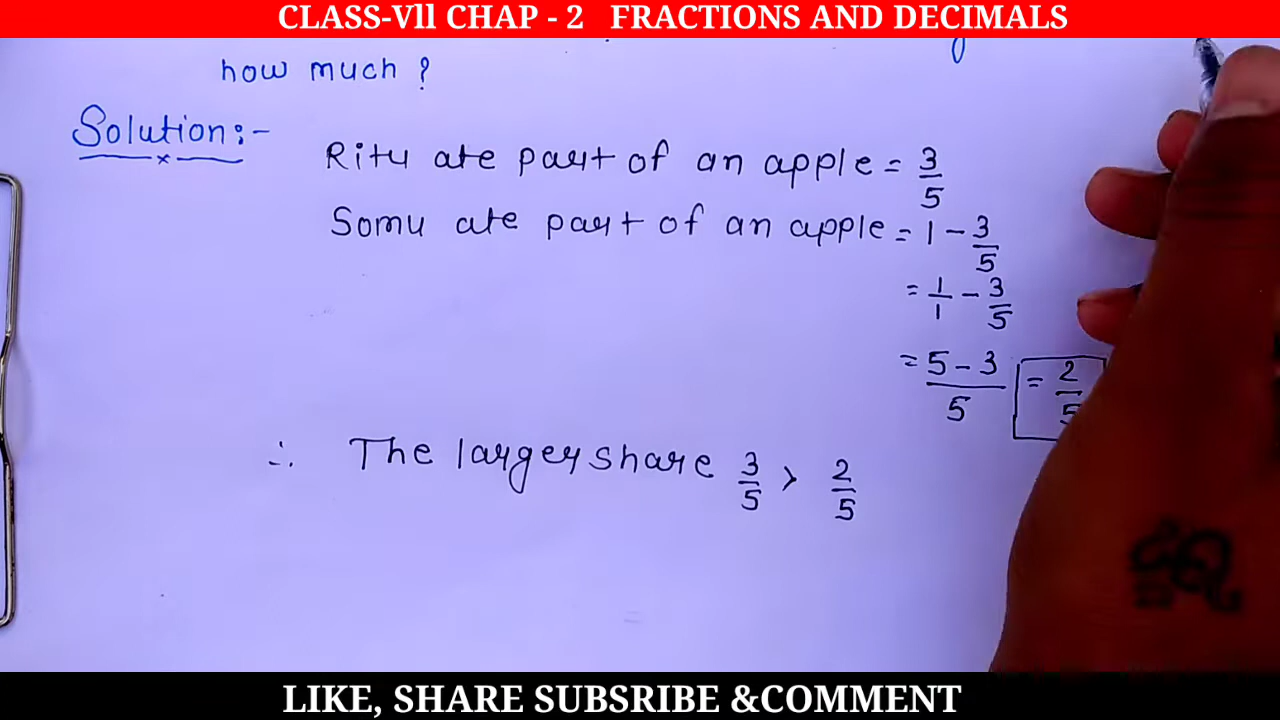 CLASS-Vll CHAP - 2 FRACTIONS AND DECIMALS
how much ?
Solution:-
Ritu ate part of an apple = 3/5
Somu ate part of an apple = 1 - 3/5
= 1/1 - 3/5
= 5-3/5 = 2/5
∴ The larger share 3/5 > 2/5
LIKE, SHARE SUBSRIBE &COMMENT